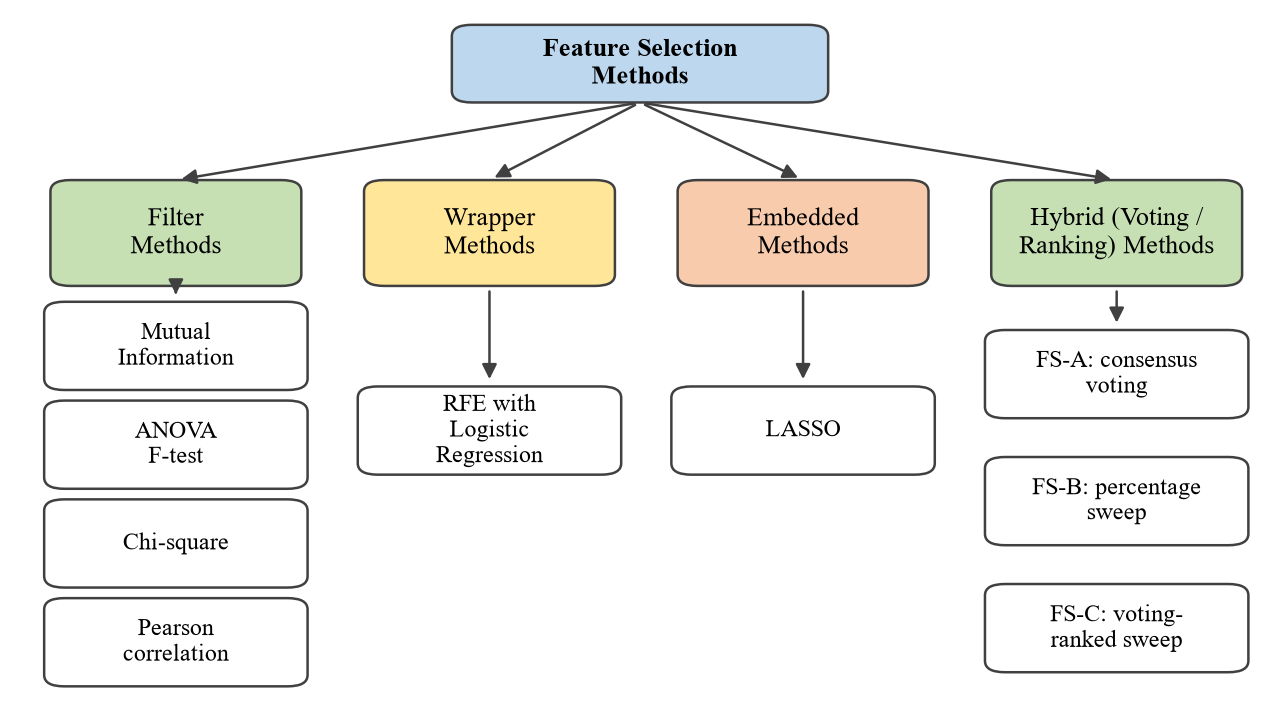 Feature Selection
Methods
Filter
Methods
Wrapper
Methods
Embedded
Methods
Hybrid (Voting /
Ranking) Methods
Mutual
Information
ANOVA
F-test
Chi-square
Pearson
correlation
RFE with
Logistic
Regression
LASSO
FS-A: consensus
voting
FS-B: percentage
sweep
FS-C: voting-
ranked sweep